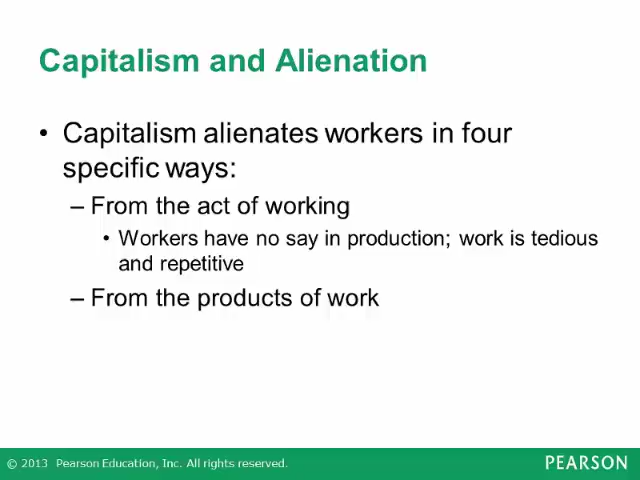 Capitalism and Alienation
• Capitalism alienates workers in four
specific ways:
– From the act of working
• Workers have no say in production; work is tedious
and repetitive
– From the products of work
© 2013 Pearson Education, Inc. All rights reserved.
PEARSON